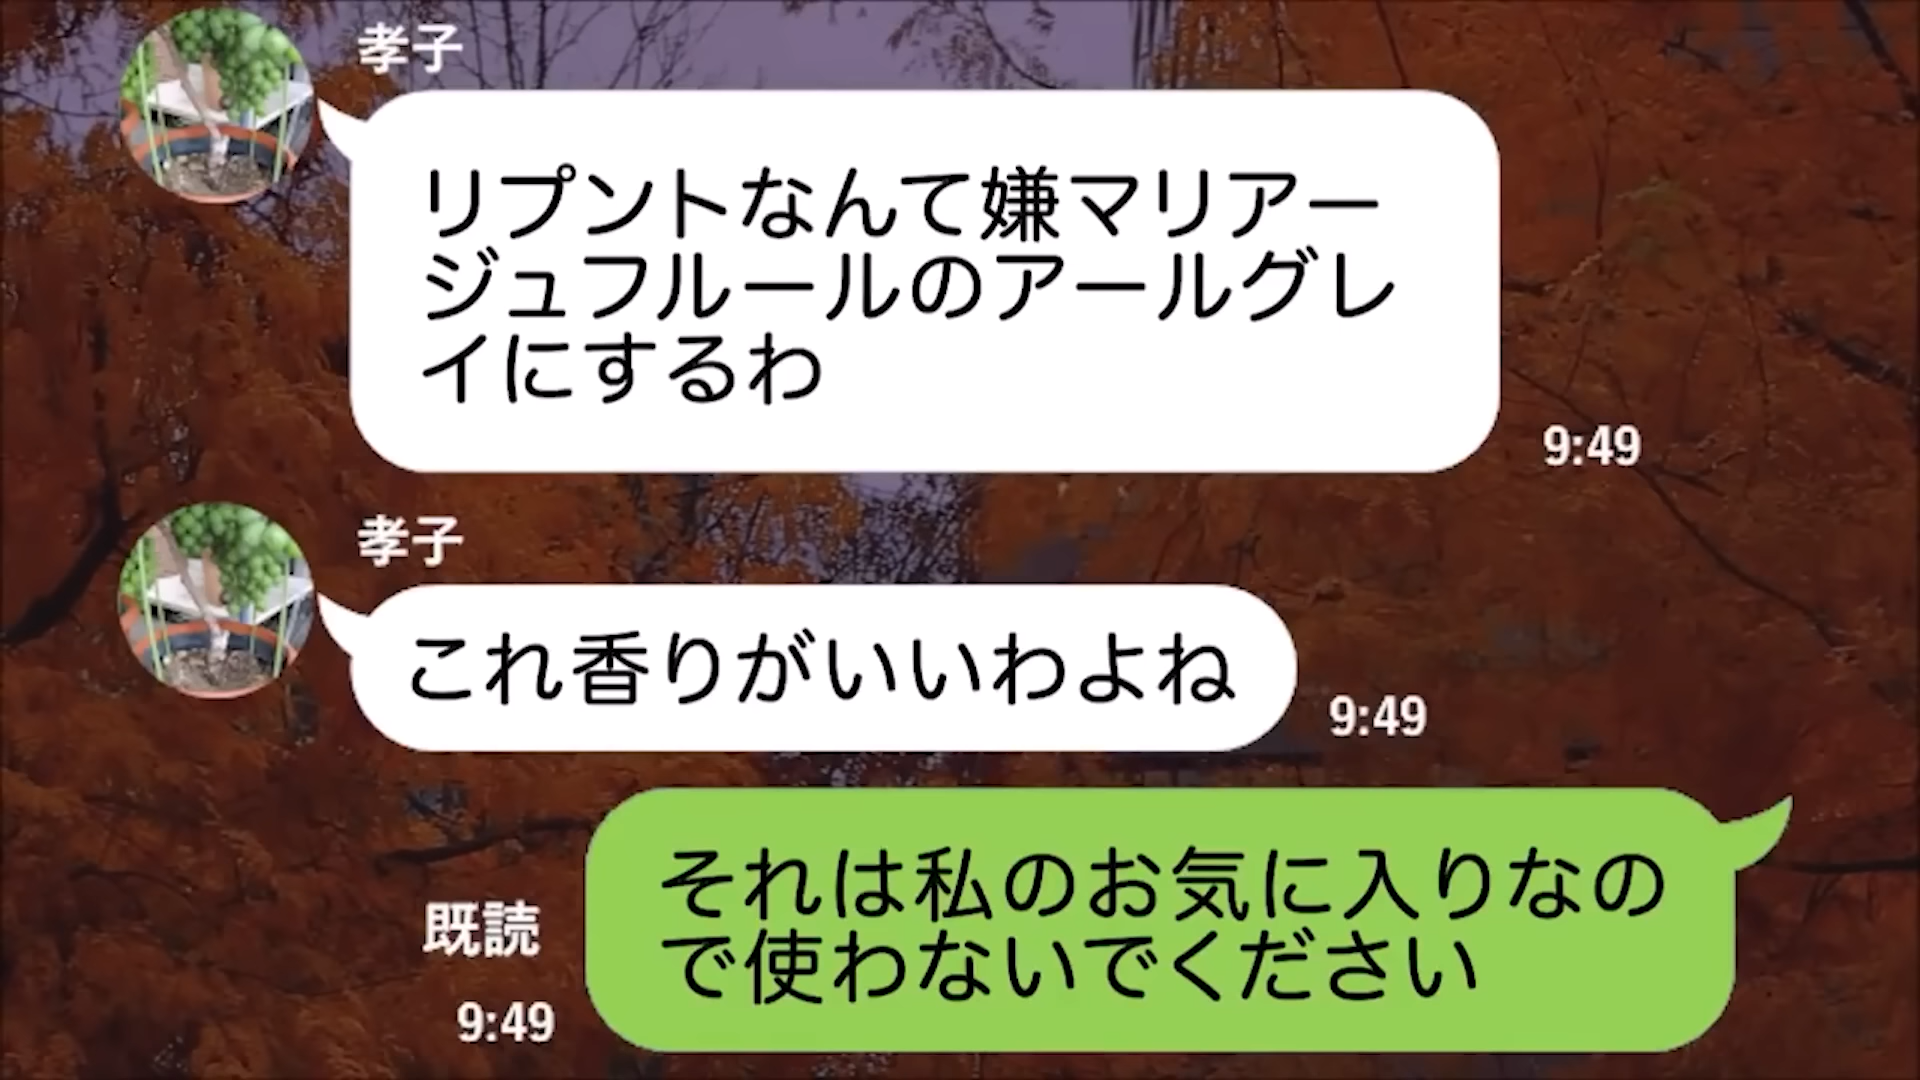 孝子
リプントなんて嫌マリアー
ジュフルールのアールグレ
イにするわ
9:49
孝子
これ香りがいいわよね
9:49
それは私のお気に入りなの
で使わないでください
既読
9:49